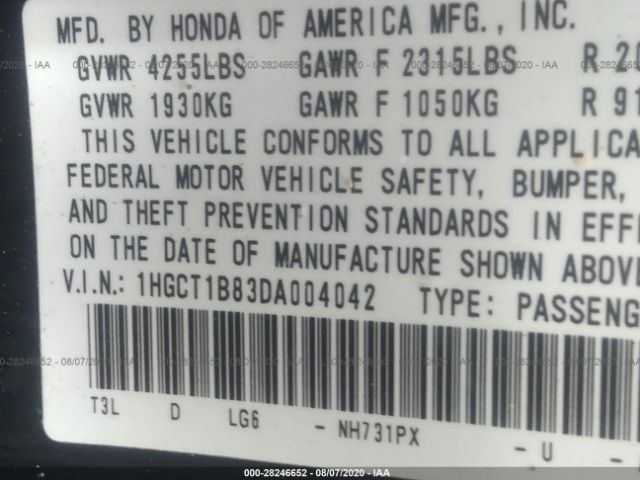 MFD. BY HONDA OF AMERICA MFG., INC.
GVWR 4255LBS GAWR F 2315LBS R
GVWR 1930KG GAWR F 1050KG R
THIS VEHICLE CONFORMS TO ALL
FEDERAL MOTOR VEHICLE SAFETY, BUMPER,
AND THEFT PREVENTION STANDARDS IN
ON THE DATE OF MANUFACTURE SHOWN
V.I.N.: 1HGCT1B83DA004042 TYPE:
T3L D LG6 - NH731PX - U
000-28246652 - 08/07/2020 - IAA